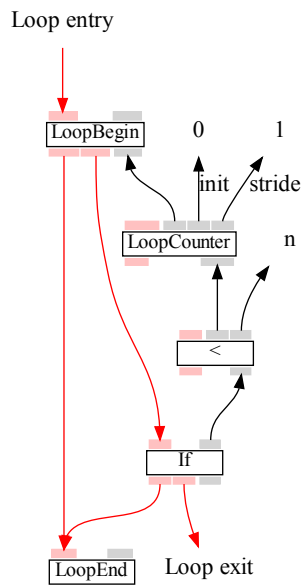 Loop entry
LoopBegin
0
1
init
stride
LoopCounter
n
<
If
LoopEnd
Loop exit